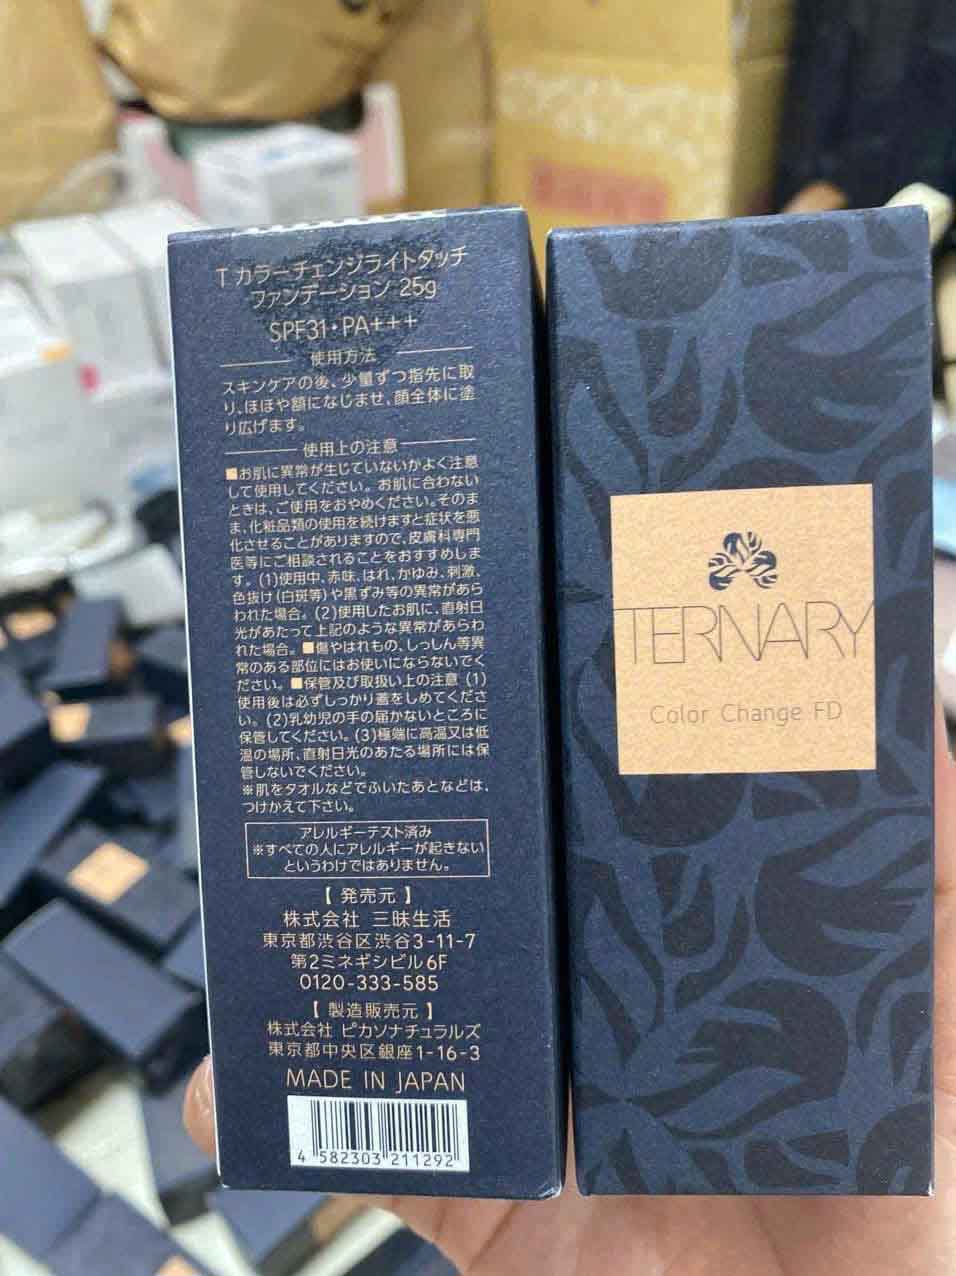 T カラーチェンジライトタッチ
ファンデーション 25g
SPF31・PA+++
使用方法
スキンケアの後、少量ずつ指先に取
り、ほほや額になじませ、顔全体に塗
り広げます。
使用上の注意
■お肌に異常が生じていないかよく注意
して使用してください。お肌に合わない
ときは、ご使用をおやめください。そのま
ま、化粧品類の使用を続けますと症状を悪
化させることがありますので、皮膚科専門
医等にご相談されることをおすすめしま
す。(1)使用中、赤味、はれ、かゆみ、刺激、
色抜け(白斑等)や黒ずみ等の異常があら
われた場合。(2)使用したお肌に、直射日
光があたって上記のような異常があらわ
れた場合。■傷やはれもの、しっしん等異
常のある部位にはお使いにならないでく
ださい。■保管及び取扱い上の注意 (1)
使用後は必ずしっかり蓋をしめてくださ
い。(2)乳幼児の手の届かないところに
保管してください。(3)極端に高温又は低
温の場所、直射日光のあたる場所には保
管しないでください。
※肌をタオルなどでふいたあとなどは、
つけかえて下さい。
アレルギーテスト済み
※すべての人にアレルギーが起きない
というわけではありません。
【 発売元 】
株式会社 三昧生活
東京都渋谷区渋谷3-11-7
第2ミネギシビル6F
0120-333-585
【 製造販売元 】
株式会社 ピカソナチュラルズ
東京都中央区銀座1-16-3
MADE IN JAPAN
4 582303 211292
TERNARY
Color Change FD